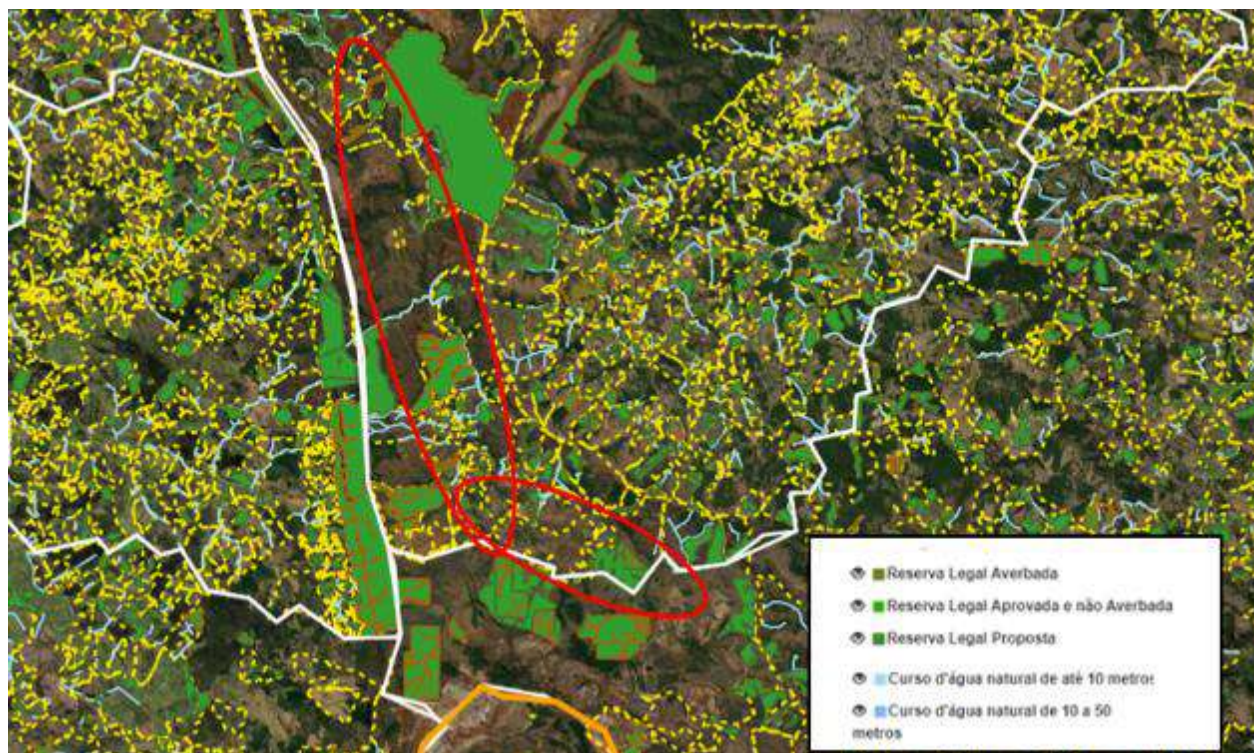 Reserva Legal Averbada
Reserva Legal Aprovada e não Averbada
Reserva Legal Proposta
Curso d'água natural de até 10 metros
Curso d'água natural de 10 a 50
metros